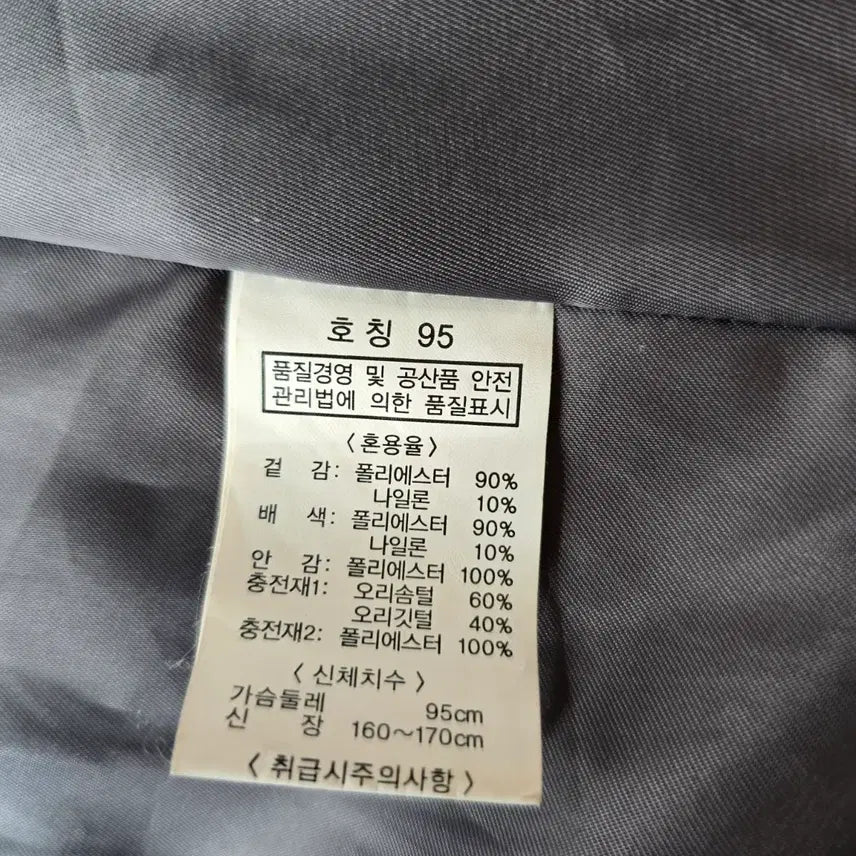 호칭 95
품질경영 및 공산품 안전
관리법에 의한 품질표시
〈혼용율〉
겉 감: 폴리에스터 90%
나일론 10%
배 색: 폴리에스터 90%
나일론 10%
안 감: 폴리에스터 100%
충전재1: 오리솜털 60%
오리깃털 40%
충전재2: 폴리에스터 100%
〈 신체치수 〉
가슴둘레 95cm
신 장 160~170cm
〈 취급시주의사항 〉